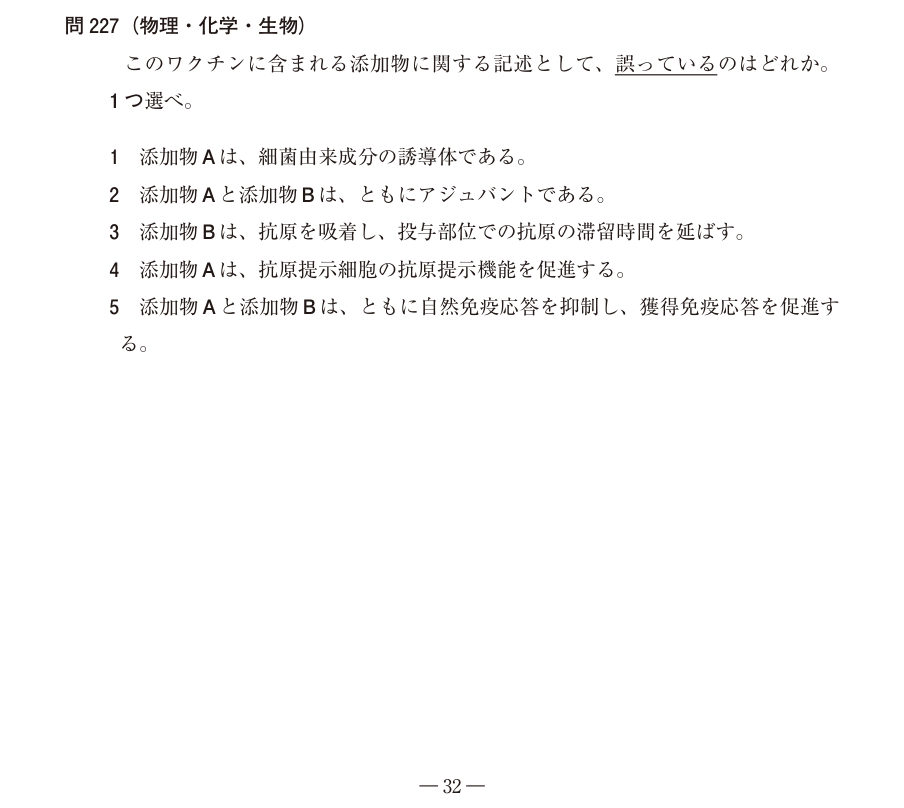 問 227 (物理・化学・生物)
このワクチンに含まれる添加物に関する記述として、誤っているのはどれか。
1 つ選べ。
1 添加物 A は、細菌由来成分の誘導体である。
2 添加物 A と添加物 B は、ともにアジュバントである。
3 添加物 B は、抗原を吸着し、投与部位での抗原の滞留時間を延ばす。
4 添加物 A は、抗原提示細胞の抗原提示機能を促進する。
5 添加物 A と添加物 B は、ともに自然免疫応答を抑制し、獲得免疫応答を促進す
る。
― 32 ―